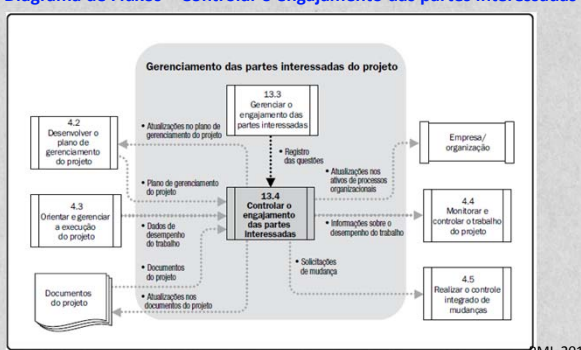 Diagrama de Fluxos – Controlar o engajamento das partes interessadas
Gerenciamento das partes interessadas do projeto
13.3
Gerenciar o
engajamento das
partes interessadas
4.2
Desenvolver o
plano de
gerenciamento
do projeto
• Atualizações no plano de
gerenciamento do projeto
• Registro
das questões
Empresa/
organização
• Atualizações nos
ativos de processos
organizacionais
• Plano de gerenciamento
do projeto
13.4
Controlar o
engajamento
das partes
interessadas
4.3
Orientar e gerenciar
a execução
do projeto
• Dados de
desempenho
do trabalho
• Informações sobre o
desempenho do trabalho
4.4
Monitorar e
controlar o trabalho
do projeto
• Documentos
do projeto
• Solicitações
de mudança
Documentos
do projeto
• Atualizações nos
documentos do projeto
4.5
Realizar o controle
integrado de
mudanças